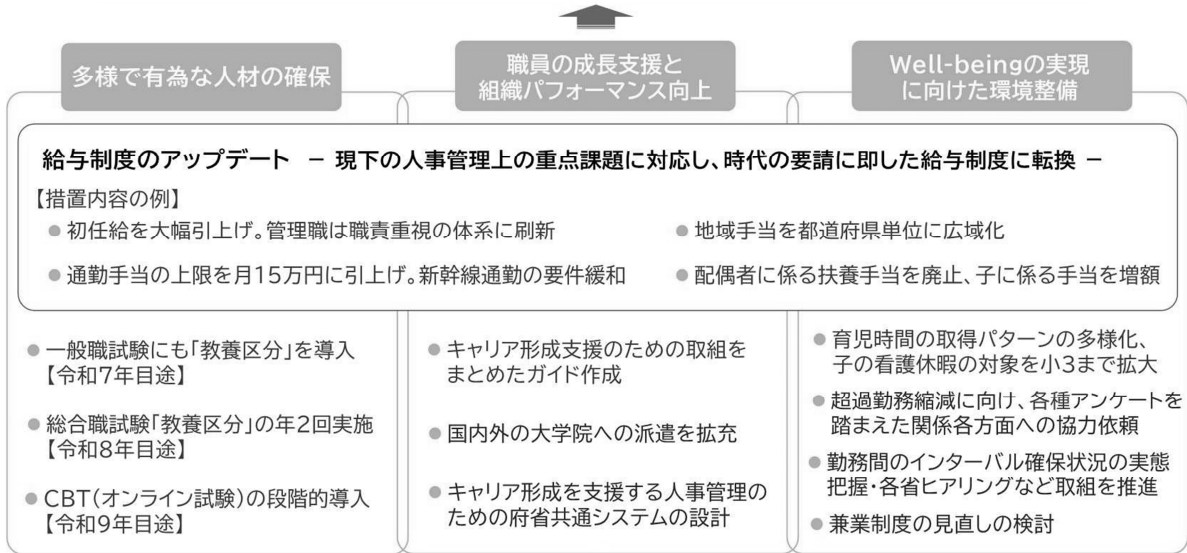 多様で有為な人材の確保
職員の成長支援と
組織パフォーマンス向上
Well-beingの実現
に向けた環境整備
給与制度のアップデート － 現下の人事管理上の重点課題に対応し、時代の要請に即した給与制度に転換 －
【措置内容の例】
● 初任給を大幅引上げ。管理職は職責重視の体系に刷新
● 地域手当を都道府県単位に広域化
● 通勤手当の上限を月15万円に引上げ。新幹線通勤の要件緩和
● 配偶者に係る扶養手当を廃止、子に係る手当を増額
● 一般職試験にも「教養区分」を導入
【令和7年目途】
● 総合職試験「教養区分」の年2回実施
【令和8年目途】
● CBT(オンライン試験)の段階的導入
【令和9年目途】
● キャリア形成支援のための取組を
まとめたガイド作成
● 国内外の大学院への派遣を拡充
● キャリア形成を支援する人事管理の
ための府省共通システムの設計
● 育児時間の取得パターンの多様化、
子の看護休暇の対象を小3まで拡大
● 超過勤務縮減に向け、各種アンケートを
踏まえた関係各方面への協力依頼
● 勤務間のインターバル確保状況の実態
把握・各省ヒアリングなど取組を推進
● 兼業制度の見直しの検討